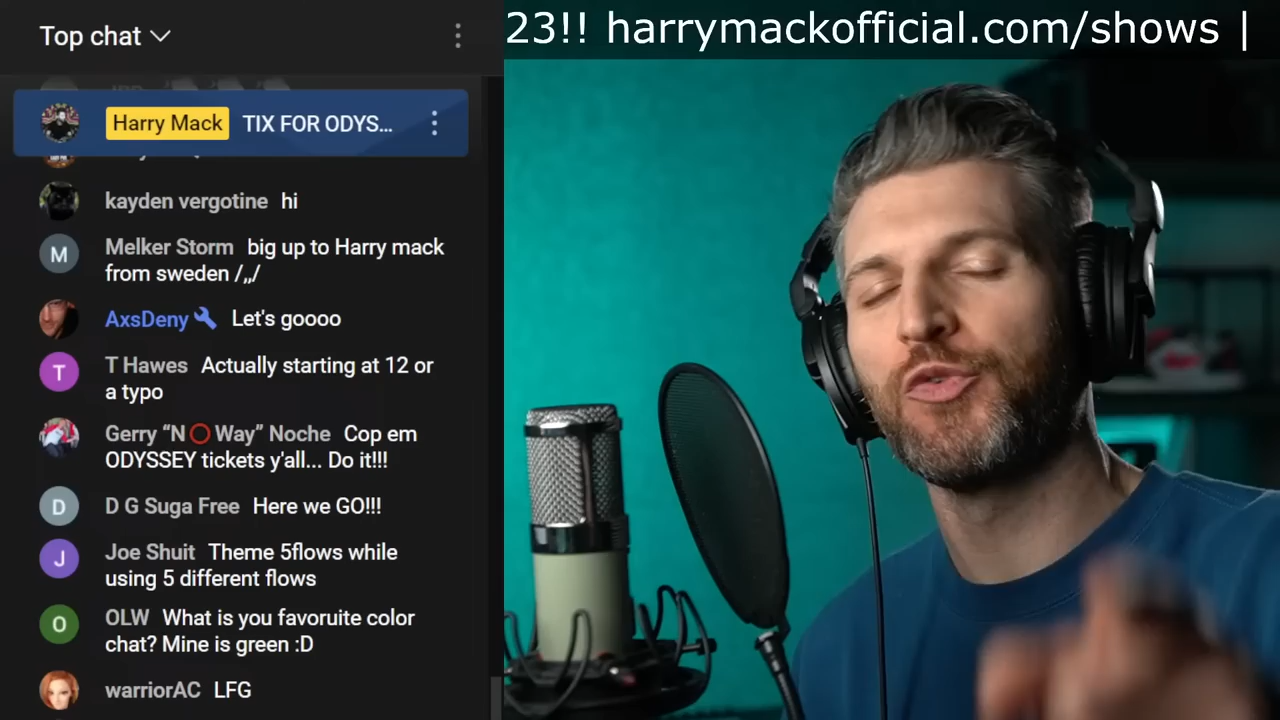 Top chat
23!! harrymackofficial.com/shows |
Harry Mack TIX FOR ODYS...
kayden vergotine hi
Melker Storm big up to Harry mack
from sweden /,,/
AxsDeny Let's goooo
T Hawes Actually starting at 12 or
a typo
Gerry “N⭕Way” Noche Cop em
ODYSSEY tickets y'all... Do it!!!
D G Suga Free Here we GO!!!
Joe Shuit Theme 5flows while
using 5 different flows
OLW What is you favoruite color
chat? Mine is green :D
warriorAC LFG
M
T
D
J
O